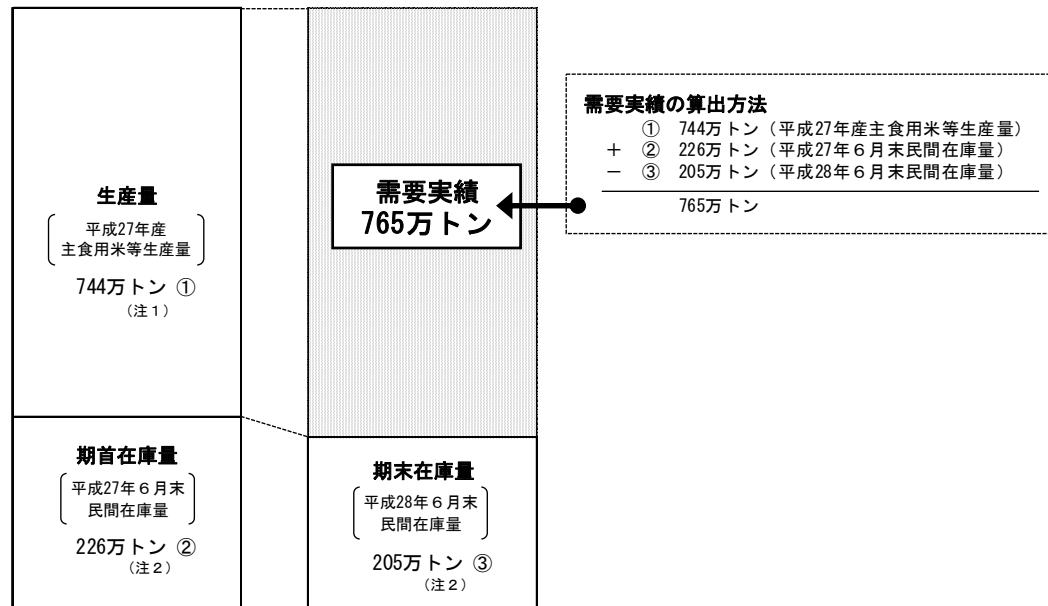 生産量
平成27年産
主食用米等生産量
744万トン ①
(注1)
期首在庫量
平成27年6月末
民間在庫量
226万トン ②
(注2)
需要実績
765万トン
期末在庫量
平成28年6月末
民間在庫量
205万トン ③
(注2)
需要実績の算出方法
① 744万トン(平成27年産主食用米等生産量)
+ ② 226万トン(平成27年6月末民間在庫量)
− ③ 205万トン(平成28年6月末民間在庫量)
765万トン